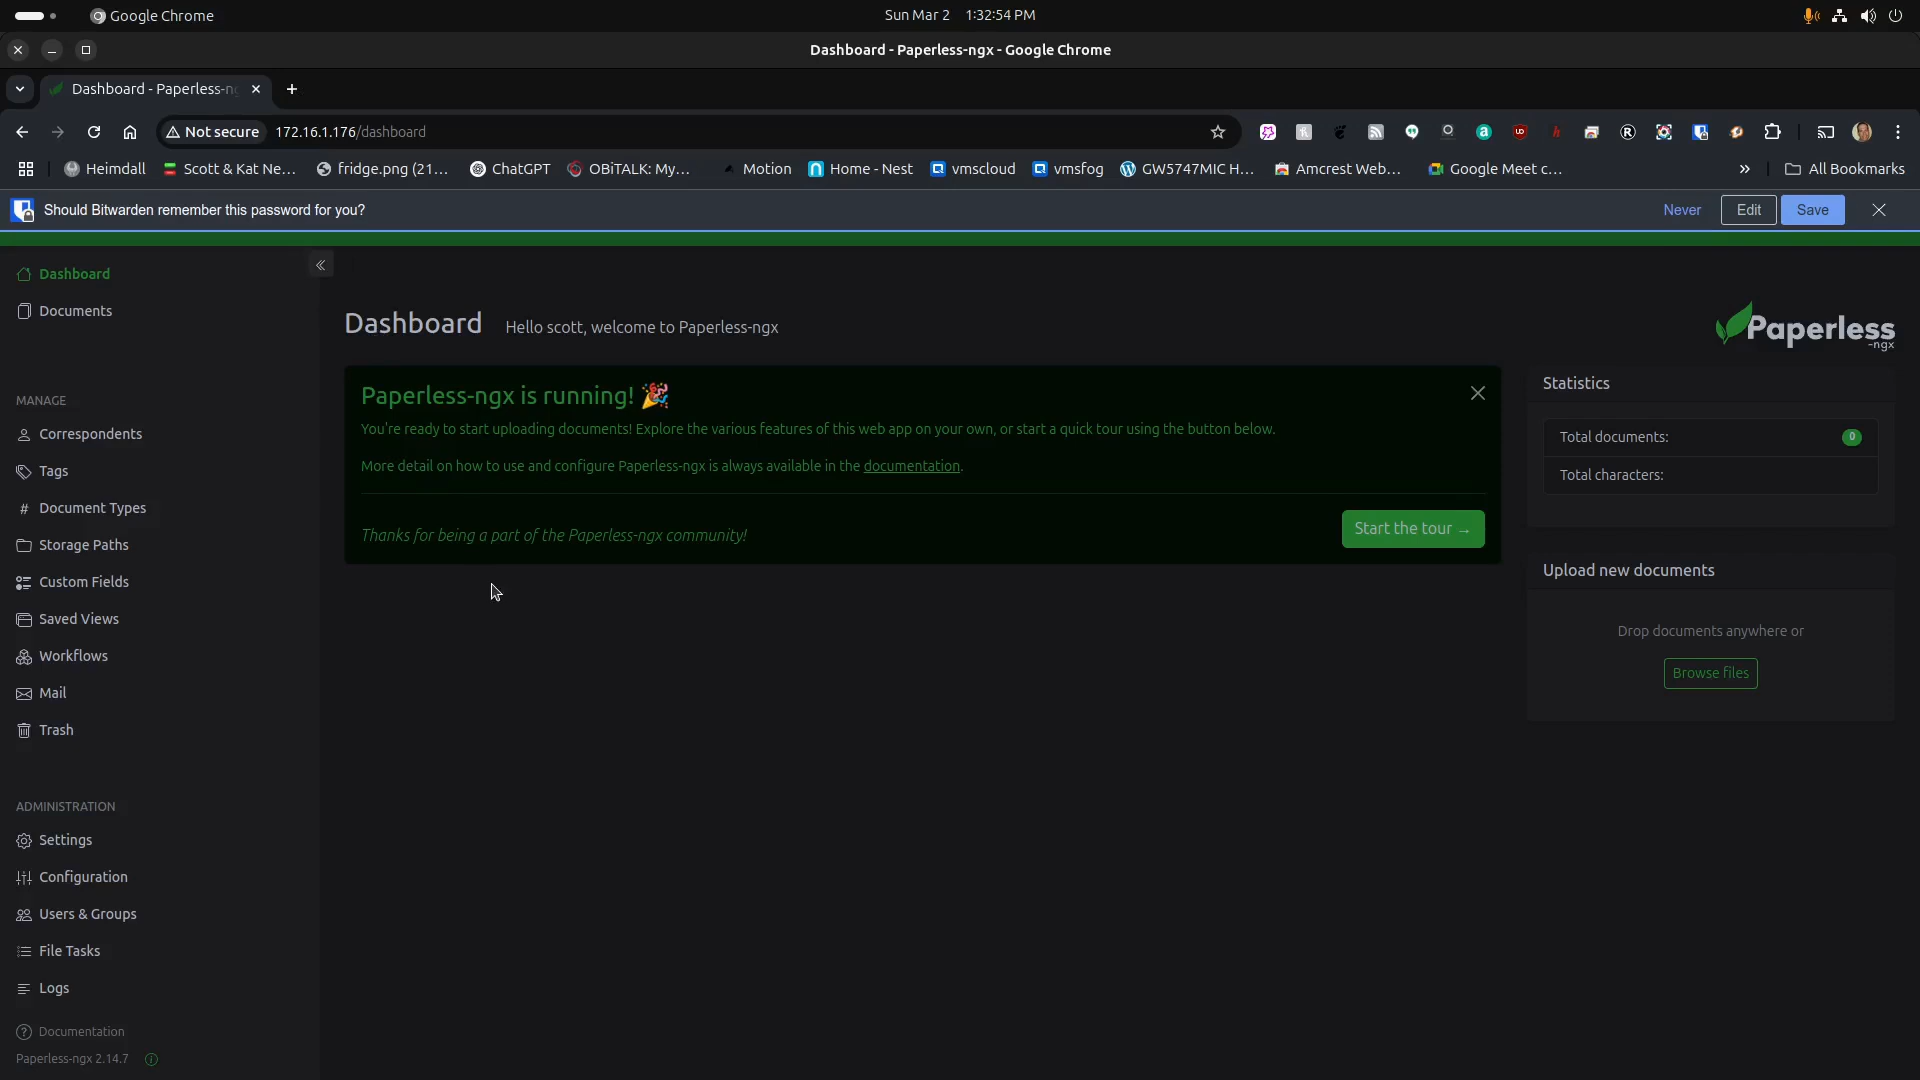 Google Chrome
Sun Mar 2 1:32:54 PM
Dashboard - Paperless-ngx - Google Chrome
Dashboard - Paperless-ng
Not secure 172.16.1.176/dashboard
Heimdall Scott & Kat Ne... fridge.png (21... ChatGPT OBiTALK: My... Motion Home - Nest vmscloud vmsfog GW5747MIC H... Amcrest Web... Google Meet c... » All Bookmarks
Should Bitwarden remember this password for you? Never Edit Save
Dashboard
Documents
MANAGE
Correspondents
Tags
Document Types
Storage Paths
Custom Fields
Saved Views
Workflows
Mail
Trash
ADMINISTRATION
Settings
Configuration
Users & Groups
File Tasks
Logs
Documentation
Paperless-ngx 2.14.7
Dashboard Hello scott, welcome to Paperless-ngx
Paperless
-ngx
Paperless-ngx is running! 🎉
You're ready to start uploading documents! Explore the various features of this web app on your own, or start a quick tour using the button below.
More detail on how to use and configure Paperless-ngx is always available in the documentation.
Thanks for being a part of the Paperless-ngx community!
Start the tour →
Statistics
Total documents: 0
Total characters:
Upload new documents
Drop documents anywhere or
Browse files